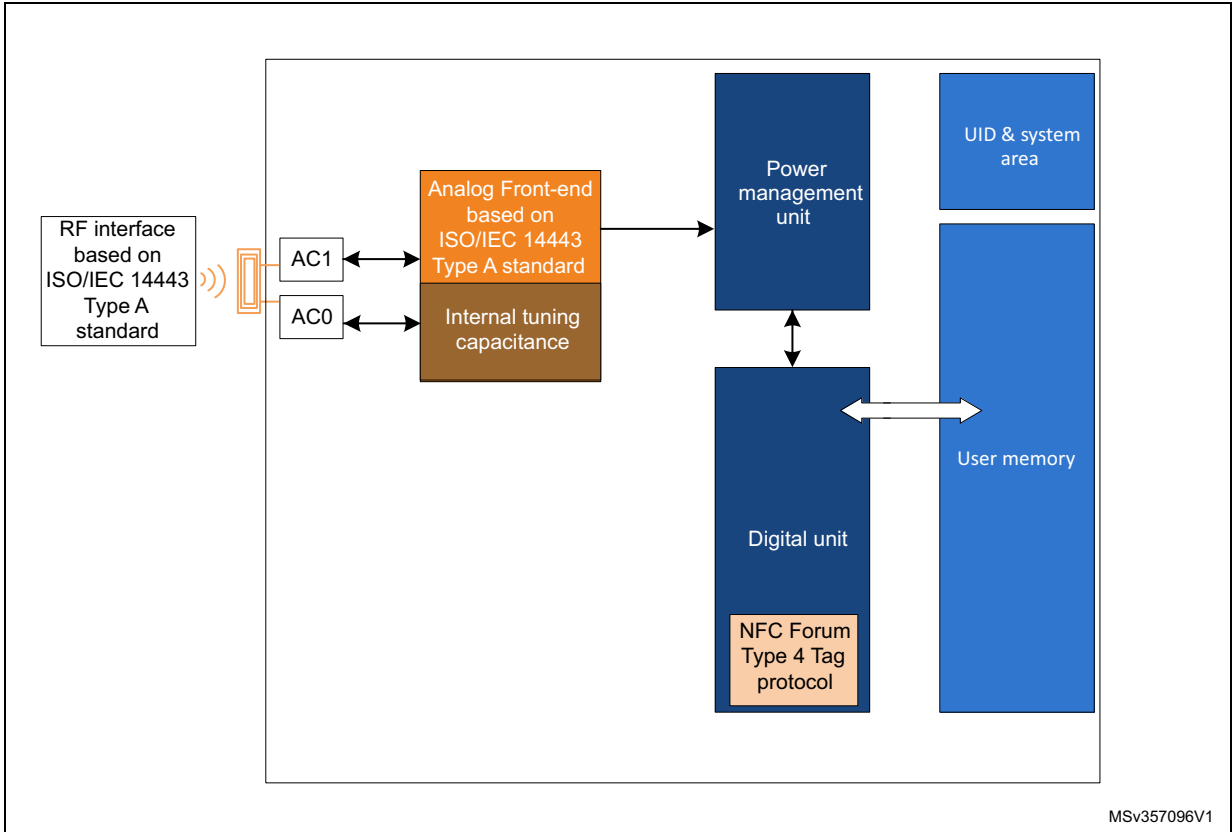 RF interface
based on
ISO/IEC 14443
Type A
standard
AC1
AC0
Analog Front-end
based on
ISO/IEC 14443
Type A standard
Internal tuning
capacitance
Power
management
unit
Digital unit
NFC Forum
Type 4 Tag
protocol
UID & system
area
User memory
MSv357096V1